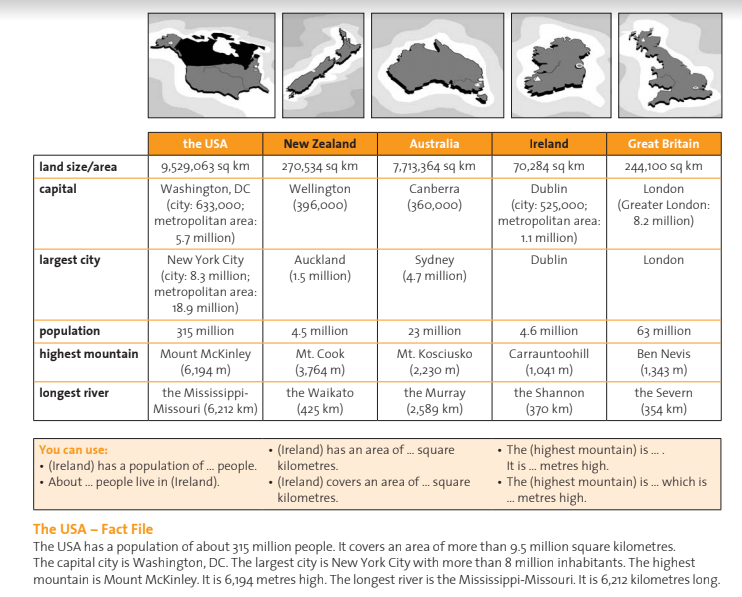 the USA New Zealand Australia Ireland Great Britain
land size/area 9,529,063 sq km 270,534 sq km 7,713,364 sq km 70,284 sq km 244,100 sq km
capital Washington, DC Wellington Canberra Dublin London
(city: 633,000; (396,000) (360,000) (city: 525,000; (Greater London:
metropolitan area: metropolitan area: 8.2 million)
5.7 million) 1.1 million)
largest city New York City Auckland Sydney Dublin London
(city: 8.3 million; (1.5 million) (4.7 million)
metropolitan area:
18.9 million)
population 315 million 4.5 million 23 million 4.6 million 63 million
highest mountain Mount McKinley Mt. Cook Mt. Kosciusko Carrauntoohill Ben Nevis
(6,194 m) (3,764 m) (2,230 m) (1,041 m) (1,343 m)
longest river the Mississippi- the Waikato the Murray the Shannon the Severn
Missouri (6,212 km) (425 km) (2,589 km) (370 km) (354 km)
You can use:
• (Ireland) has a population of ... people.
• About ... people live in (Ireland).
• (Ireland) has an area of ... square
kilometres.
• (Ireland) covers an area of ... square
kilometres.
• The (highest mountain) is ... .
It is ... metres high.
• The (highest mountain) is ... which is
... metres high.
The USA – Fact File
The USA has a population of about 315 million people. It covers an area of more than 9.5 million square kilometres.
The capital city is Washington, DC. The largest city is New York City with more than 8 million inhabitants. The highest
mountain is Mount McKinley. It is 6,194 metres high. The longest river is the Mississippi-Missouri. It is 6,212 kilometres long.